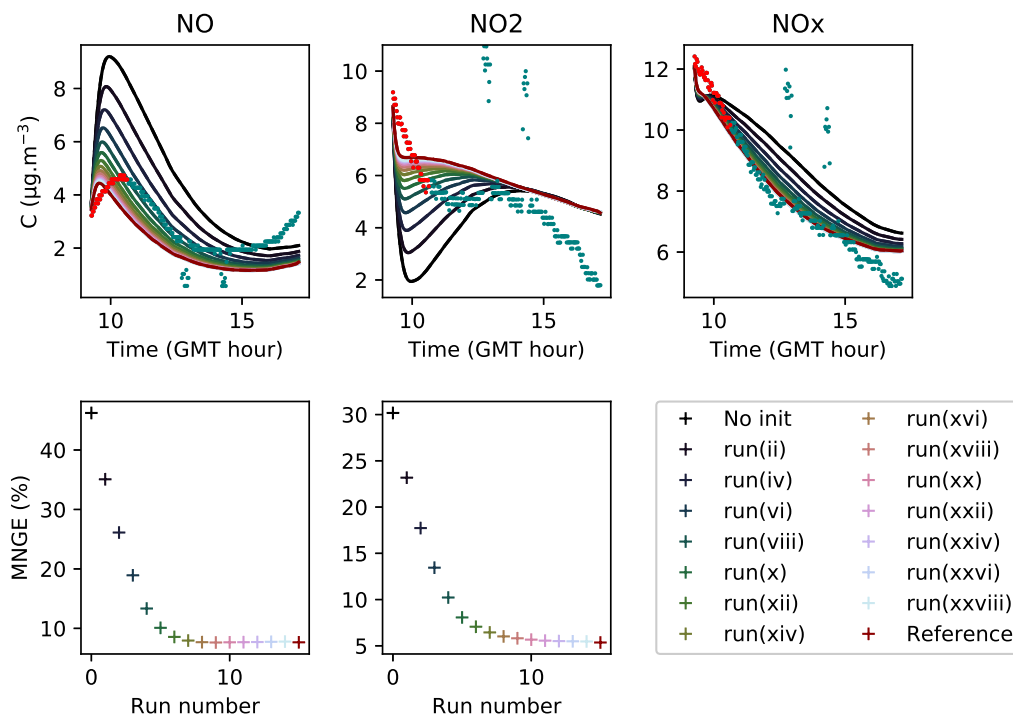 NO
NO2
NOx
C (µg.m−3)
8
6
4
2
10
15
Time (GMT hour)
10
8
6
4
2
10
15
Time (GMT hour)
12
10
8
6
10
15
Time (GMT hour)
MNGE (%)
40
30
20
10
0
10
Run number
30
25
20
15
10
5
0
10
Run number
No init
run(ii)
run(iv)
run(vi)
run(viii)
run(x)
run(xii)
run(xiv)
run(xvi)
run(xviii)
run(xx)
run(xxii)
run(xxiv)
run(xxvi)
run(xxviii)
Reference